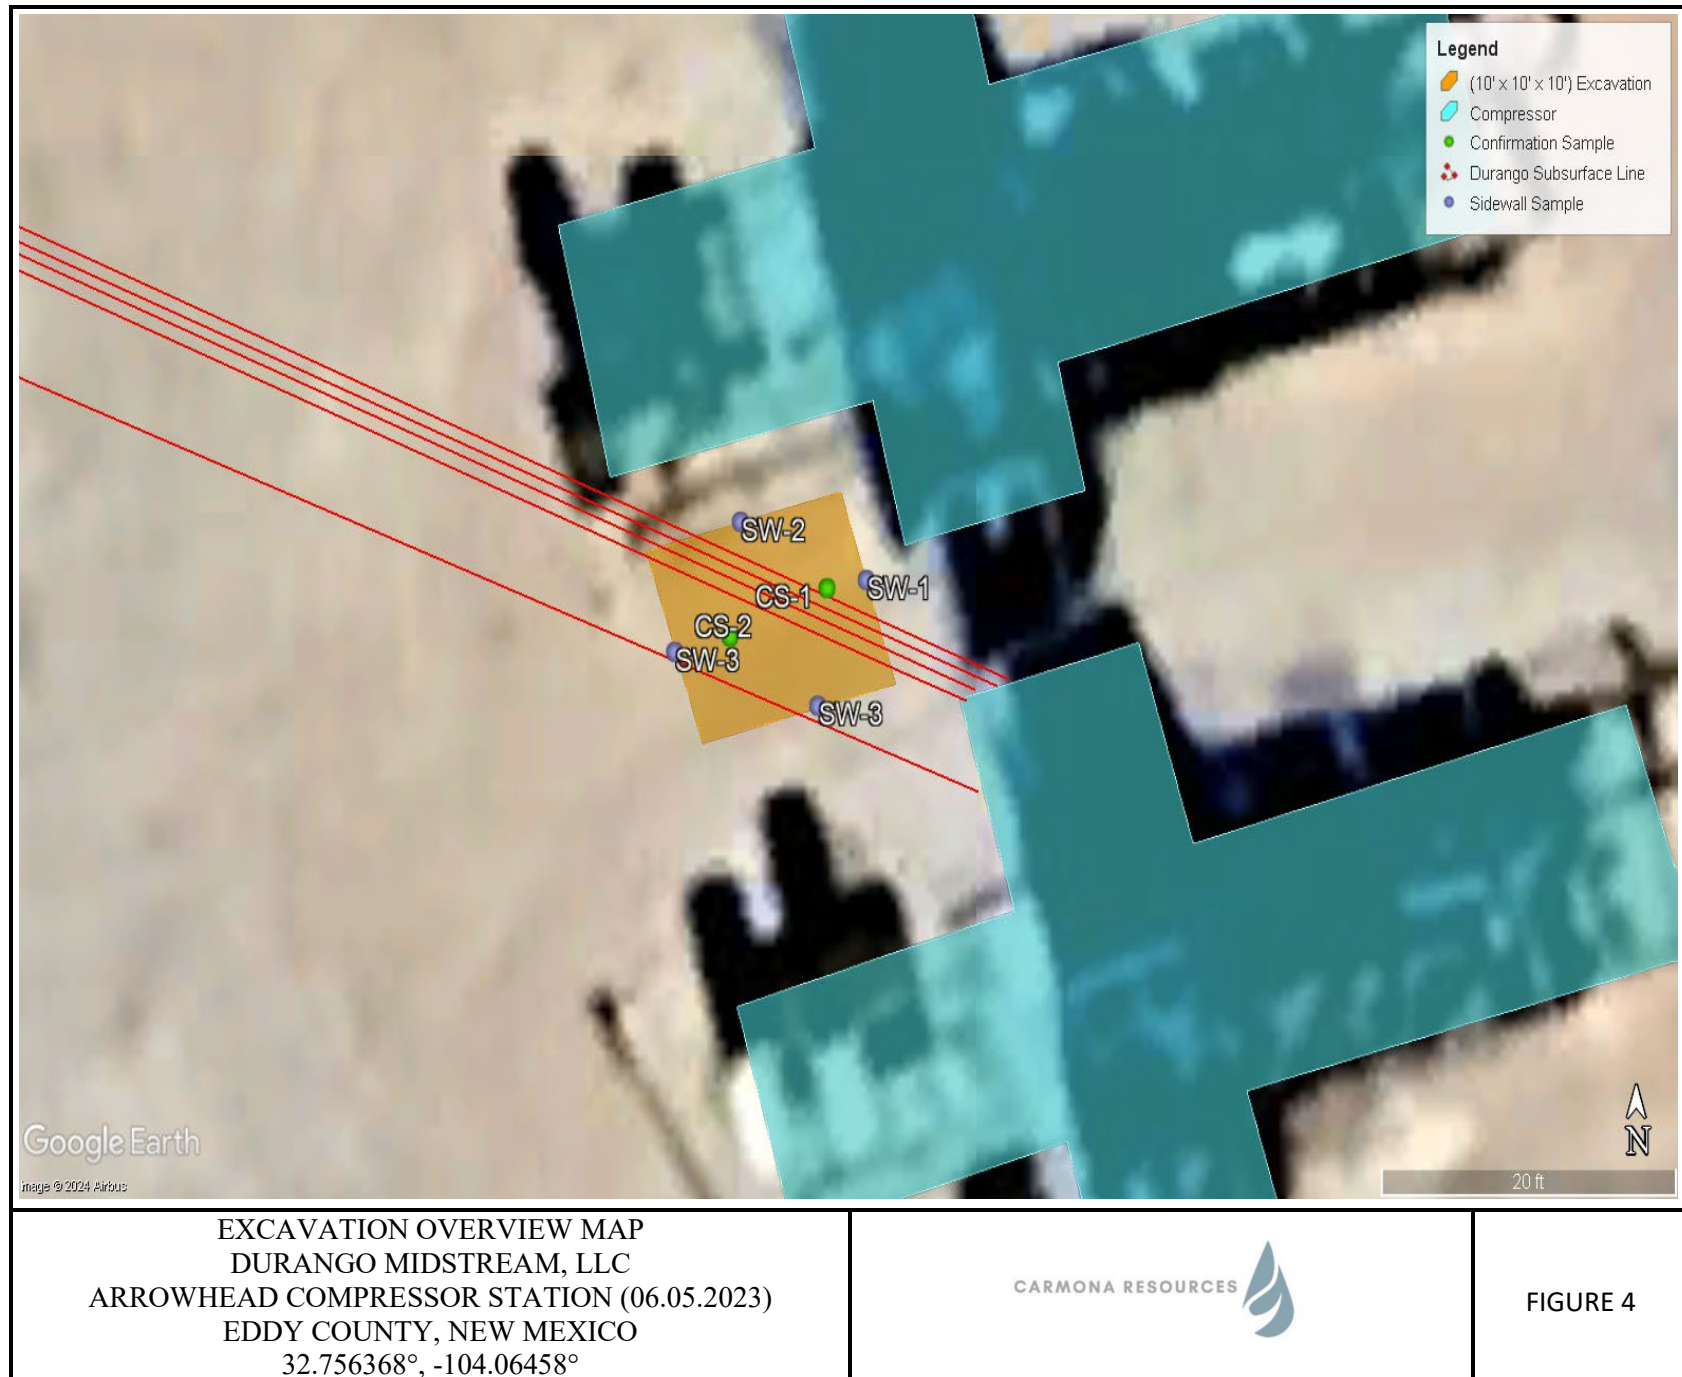 Legend
(10' x 10' x 10') Excavation
Compressor
Confirmation Sample
Durango Subsurface Line
Sidewall Sample
SW-2
SW-1
CS-1
CS-2
SW-3
SW-3
Google Earth
Image © 2024 Airbus
N
20 ft
EXCAVATION OVERVIEW MAP
DURANGO MIDSTREAM, LLC
ARROWHEAD COMPRESSOR STATION (06.05.2023)
EDDY COUNTY, NEW MEXICO
32.756368°, -104.06458°
CARMONA RESOURCES
FIGURE 4